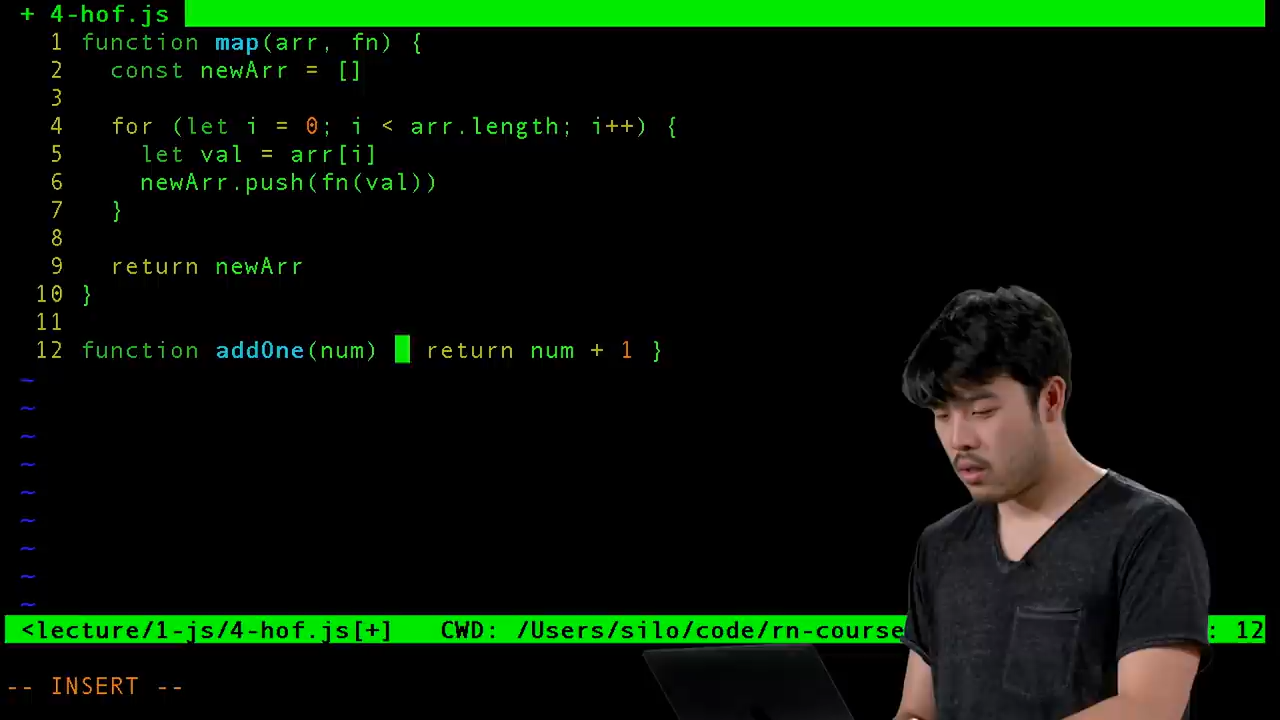 + 4-hof.js
1 function map(arr, fn) {
2   const newArr = []
3
4   for (let i = 0; i < arr.length; i++) {
5     let val = arr[i]
6     newArr.push(fn(val))
7   }
8
9   return newArr
10 }
11
12 function addOne(num)   return num + 1 }
~
~
~
~
~
~
~
~
~
<lecture/1-js/4-hof.js[+]   CWD: /Users/silo/code/rn-course : 12
-- INSERT --